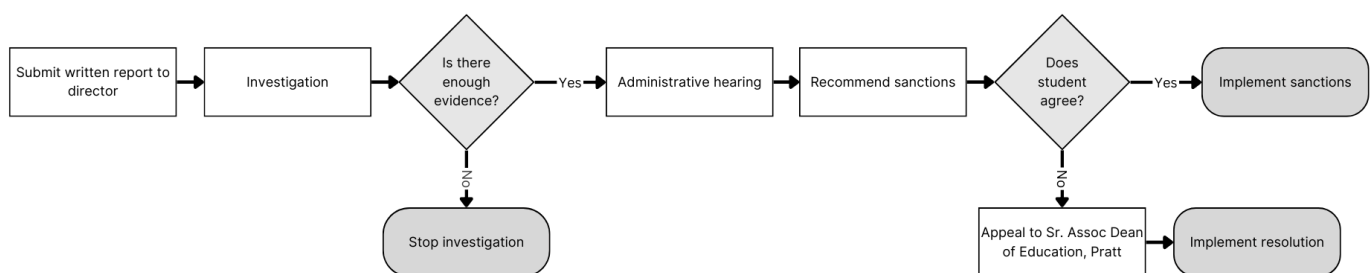 Submit written report to
director
Investigation
Is there
enough
evidence?
Yes
Administrative hearing
Recommend sanctions
Does
student
agree?
Yes
Implement sanctions
No
Stop investigation
No
Appeal to Sr. Assoc Dean
of Education, Pratt
Implement resolution